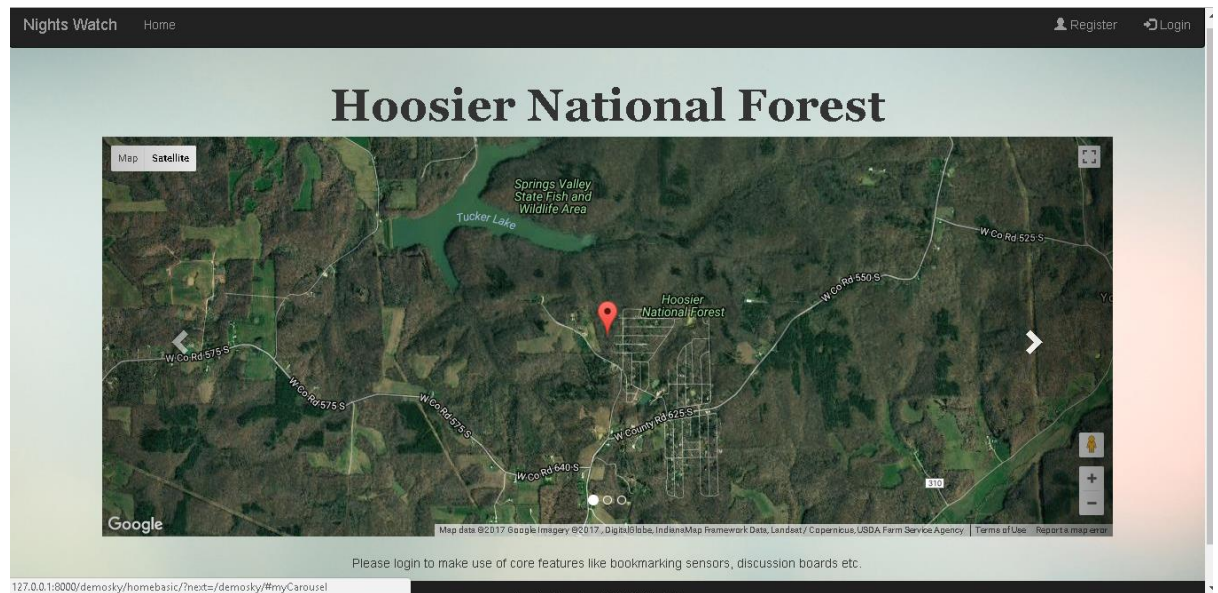 Nights Watch Home Register Login
Hoosier National Forest
Map Satellite
Springs Valley
State Fish and
Wildlife Area
Tucker Lake
W Co Rd 525 S
W Co Rd 550 S
Hoosier
National Forest
W Co Rd 575 S
W Co Rd 575 S
W Co Rd 575 S
W County Rd 625 S
W Co Rd 640 S
310
+
−
Google
Map data ©2017 Google Imagery ©2017 , DigitalGlobe, IndianaMap Framework Data, Landsat / Copernicus, USDA Farm Service Agency Terms of Use Report a map error
Please login to make use of core features like bookmarking sensors, discussion boards etc.
127.0.0.1:8000/demosky/homebasic/?next=/demosky/#myCarousel